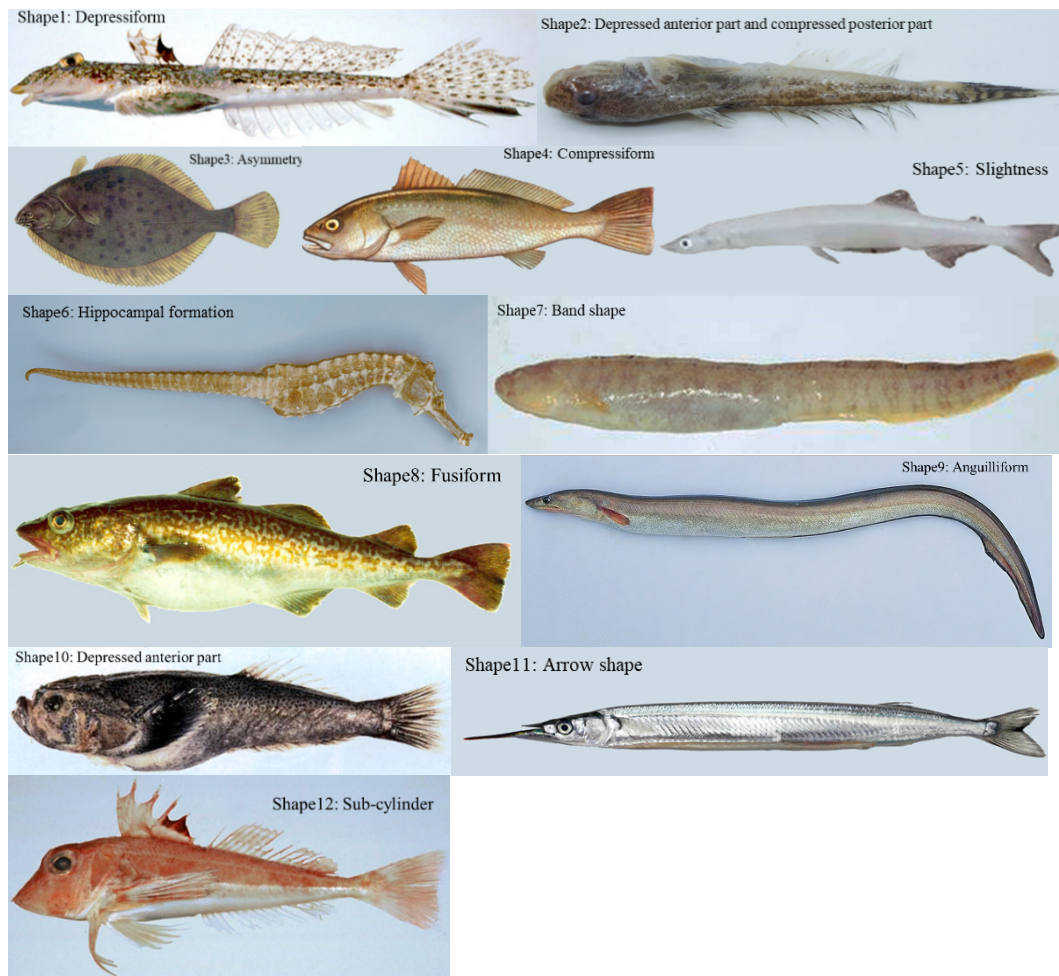 Shape1: Depressiform
Shape2: Depressed anterior part and compressed posterior part
Shape3: Asymmetry
Shape4: Compressiform
Shape5: Slightness
Shape6: Hippocampal formation
Shape7: Band shape
Shape8: Fusiform
Shape9: Anguilliform
Shape10: Depressed anterior part
Shape11: Arrow shape
Shape12: Sub-cylinder